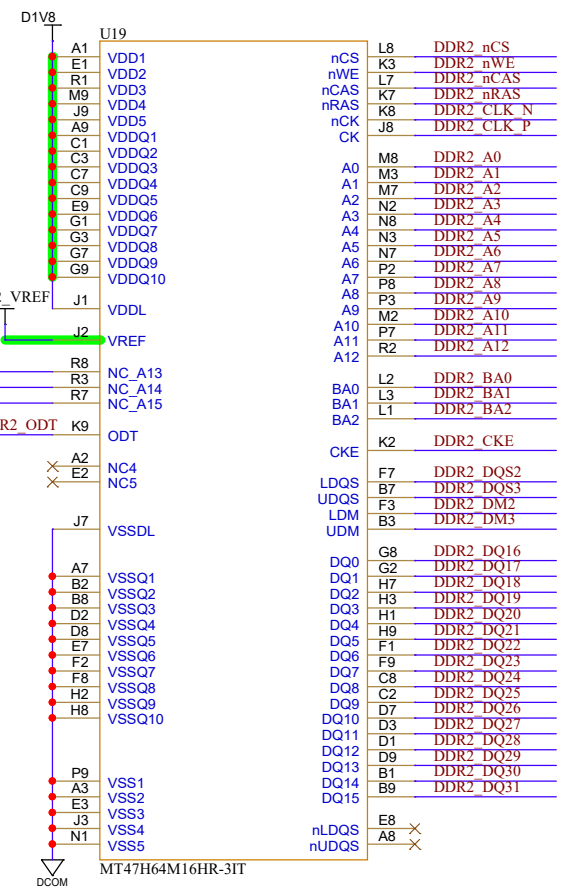 D1V8
U19
A1 VDD1
E1 VDD2
R1 VDD3
M9 VDD4
J9 VDD5
A9 VDDQ1
C1 VDDQ2
C3 VDDQ3
C7 VDDQ4
C9 VDDQ5
E9 VDDQ6
G1 VDDQ7
G3 VDDQ8
G7 VDDQ9
G9 VDDQ10
_VREF
J1 VDDL
J2 VREF
R8 NC_A13
R3 NC_A14
R7 NC_A15
R2_ODT K9 ODT
A2 NC4
E2 NC5
J7 VSSDL
A7 VSSQ1
B2 VSSQ2
B8 VSSQ3
D2 VSSQ4
D8 VSSQ5
E7 VSSQ6
F2 VSSQ7
F8 VSSQ8
H2 VSSQ9
H8 VSSQ10
P9 VSS1
A3 VSS2
E3 VSS3
J3 VSS4
N1 VSS5
DCOM
nCS L8 DDR2_nCS
nWE K3 DDR2_nWE
nCAS L7 DDR2_nCAS
nRAS K7 DDR2_nRAS
nCK K8 DDR2_CLK_N
CK J8 DDR2_CLK_P
A0 M8 DDR2_A0
A1 M3 DDR2_A1
A2 M7 DDR2_A2
A3 N2 DDR2_A3
A4 N8 DDR2_A4
A5 N3 DDR2_A5
A6 N7 DDR2_A6
A7 P2 DDR2_A7
A8 P8 DDR2_A8
A9 P3 DDR2_A9
A10 M2 DDR2_A10
A11 P7 DDR2_A11
A12 R2 DDR2_A12
BA0 L2 DDR2_BA0
BA1 L3 DDR2_BA1
BA2 L1 DDR2_BA2
CKE K2 DDR2_CKE
LDQS F7 DDR2_DQS2
UDQS B7 DDR2_DQS3
LDM F3 DDR2_DM2
UDM B3 DDR2_DM3
DQ0 G8 DDR2_DQ16
DQ1 G2 DDR2_DQ17
DQ2 H7 DDR2_DQ18
DQ3 H3 DDR2_DQ19
DQ4 H1 DDR2_DQ20
DQ5 H9 DDR2_DQ21
DQ6 F1 DDR2_DQ22
DQ7 F9 DDR2_DQ23
DQ8 C8 DDR2_DQ24
DQ9 C2 DDR2_DQ25
DQ10 D7 DDR2_DQ26
DQ11 D3 DDR2_DQ27
DQ12 D1 DDR2_DQ28
DQ13 D9 DDR2_DQ29
DQ14 B1 DDR2_DQ30
DQ15 B9 DDR2_DQ31
nLDQS E8
nUDQS A8
MT47H64M16HR-3IT